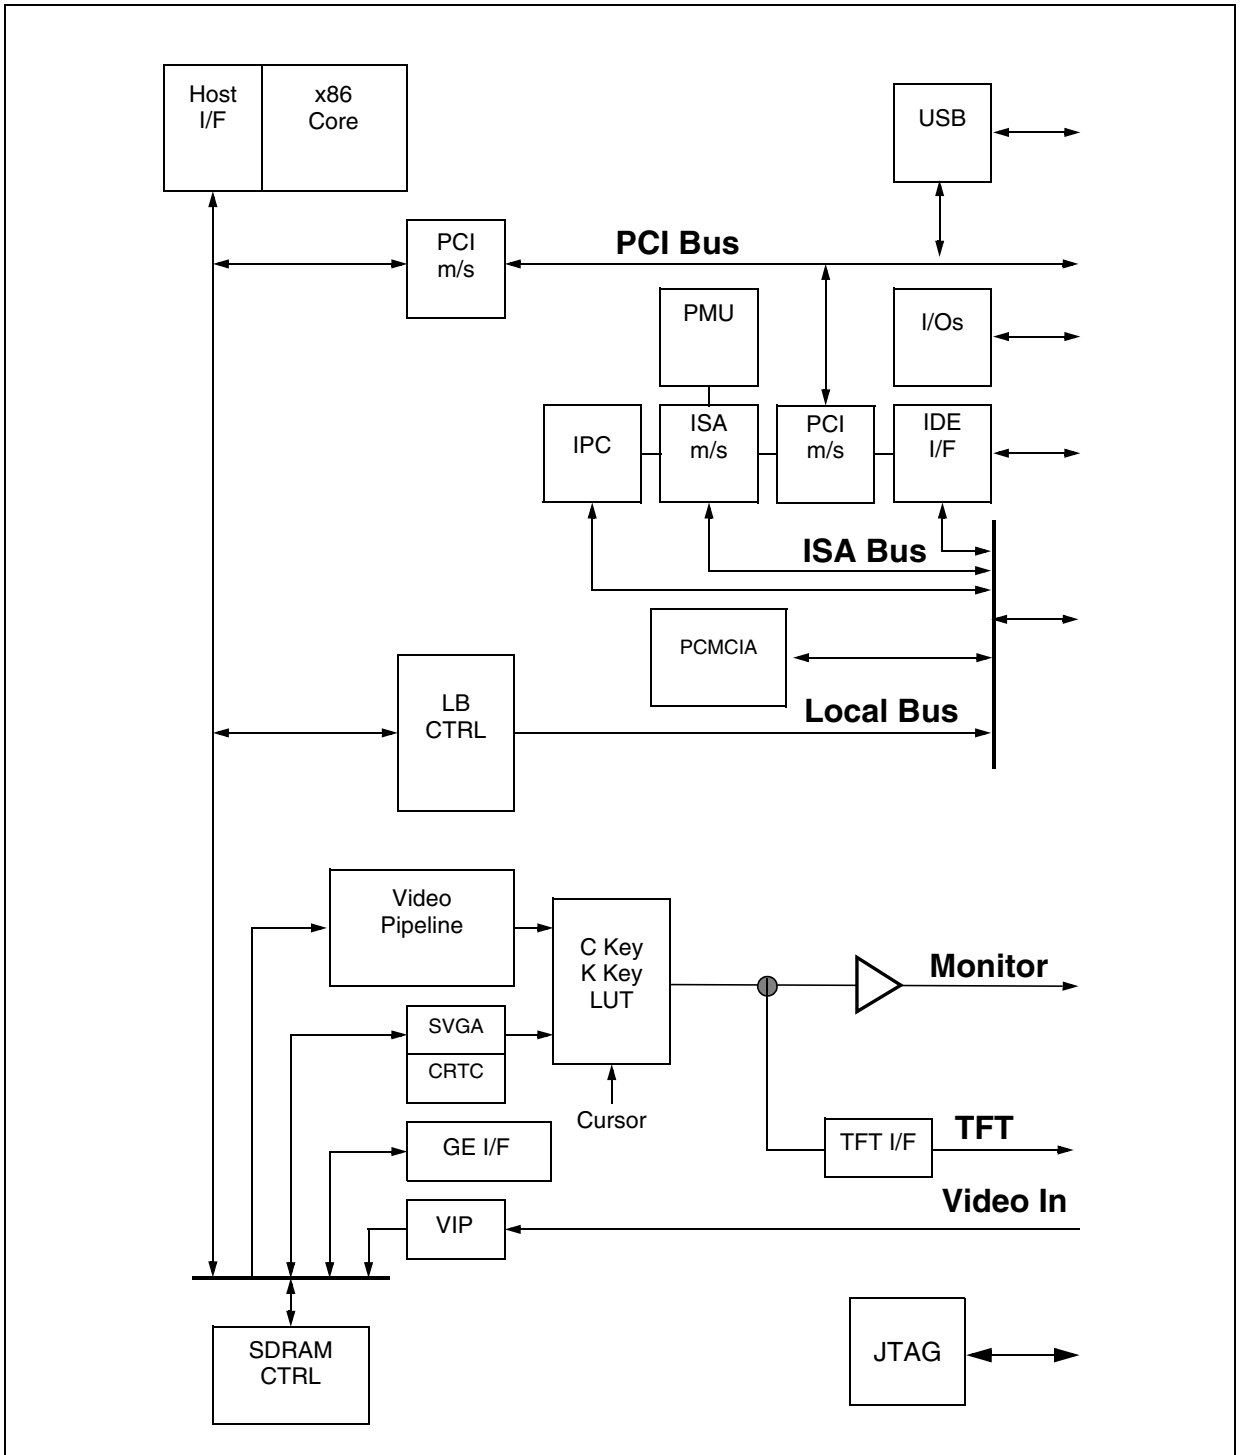 Host
I/F
x86
Core
USB
PCI
m/s
PCI Bus
PMU
I/Os
IPC
ISA
m/s
PCI
m/s
IDE
I/F
ISA Bus
PCMCIA
LB
CTRL
Local Bus
Video
Pipeline
C Key
K Key
LUT
Monitor
SVGA
CRTC
Cursor
GE I/F
TFT I/F
TFT
VIP
Video In
SDRAM
CTRL
JTAG